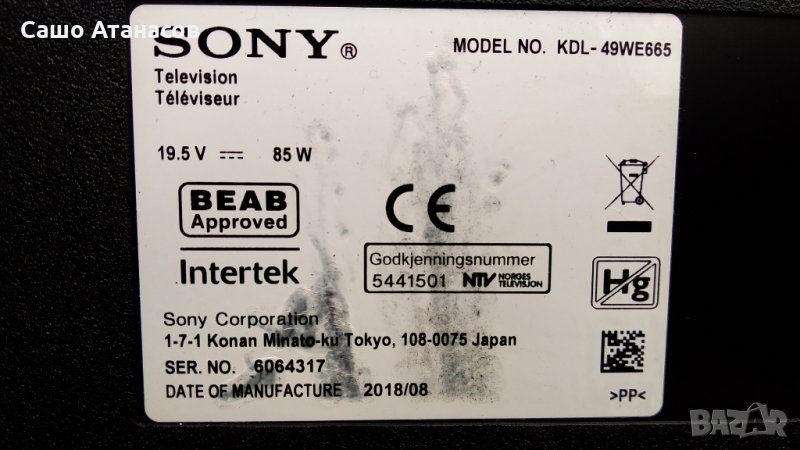 Сашо Атанасов
SONY®
MODEL NO. KDL-49WE665
Television
Téléviseur
19.5 V 85 W
BEAB
Approved
CE
Intertek
Godkjenningsnummer
5441501 NTV NORGES TELEVISJON
Hg
Sony Corporation
1-7-1 Konan Minato-ku Tokyo, 108-0075 Japan
SER. NO. 6064317
DATE OF MANUFACTURE 2018/08
>PP<
BAZAR